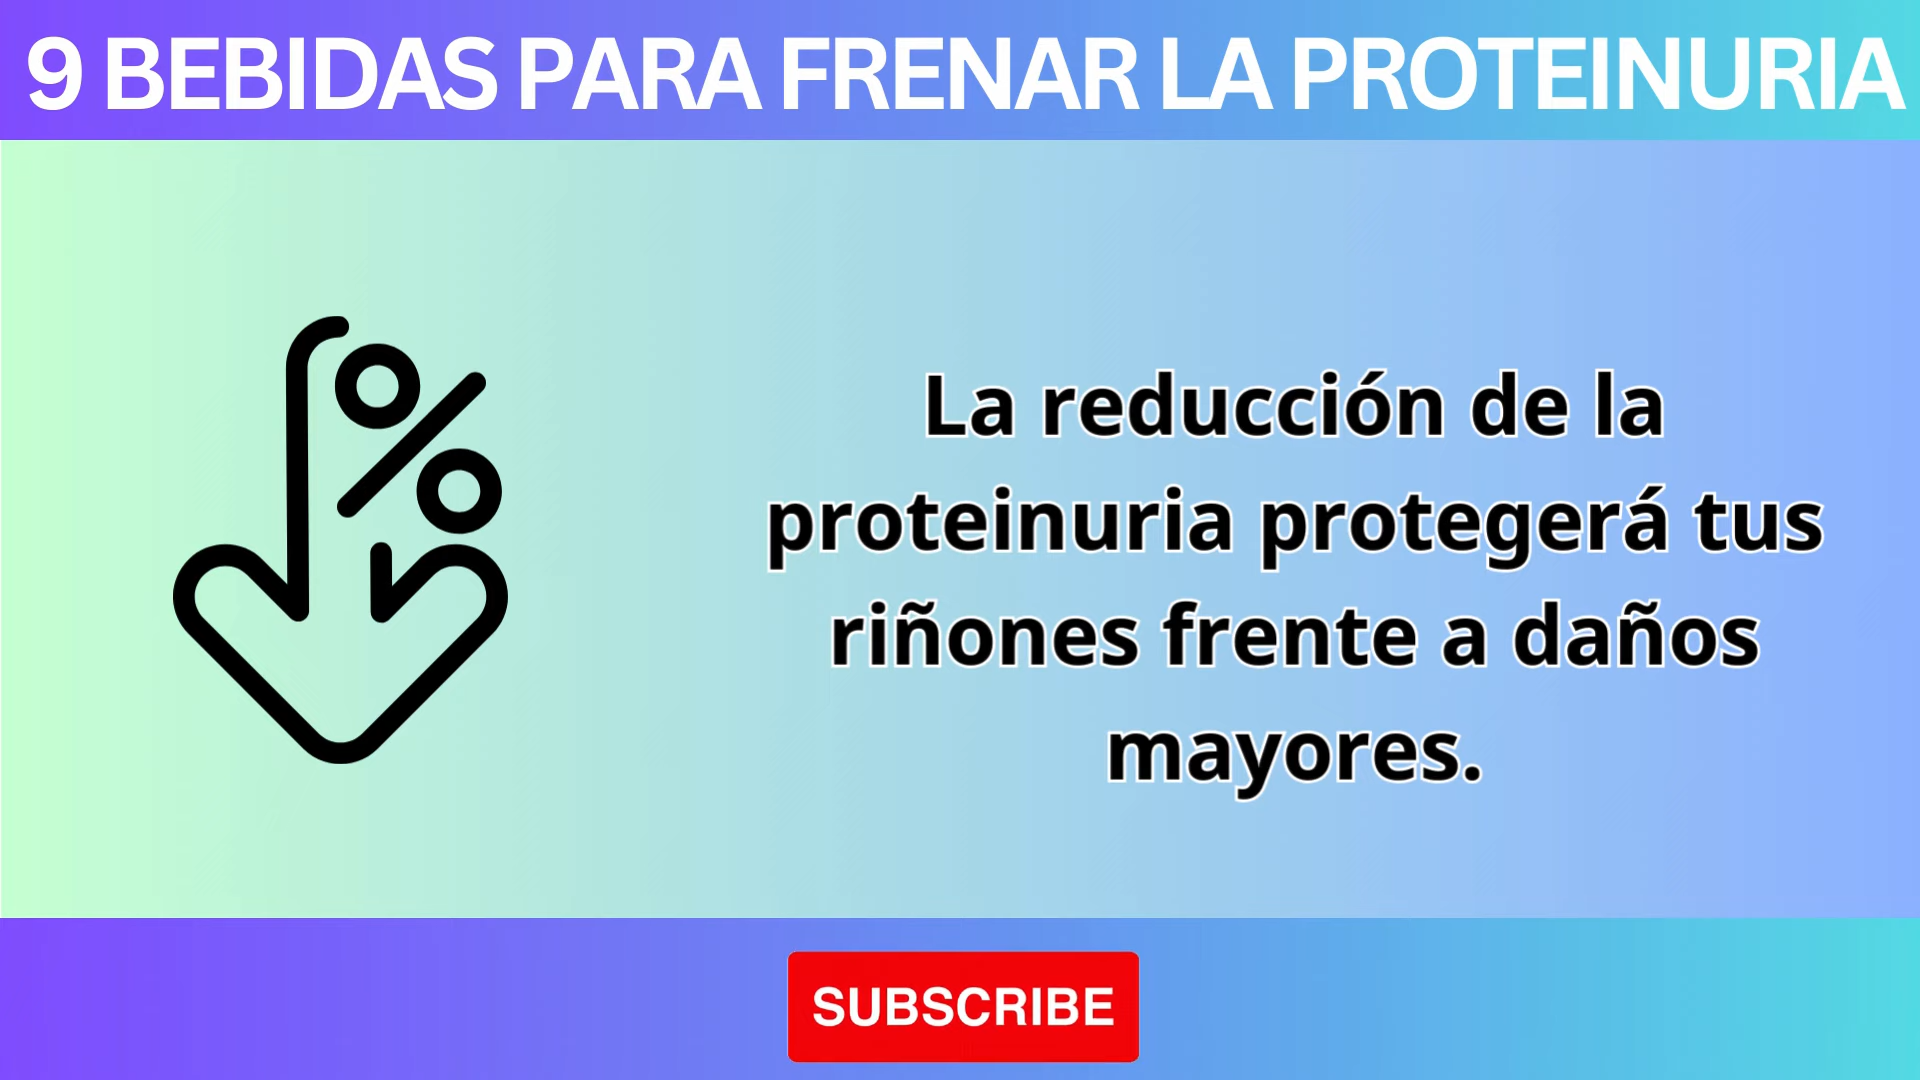 9 BEBIDAS PARA FRENAR LA PROTEINURIA
La reducción de la
proteinuria protegerá tus
riñones frente a daños
mayores.
SUBSCRIBE